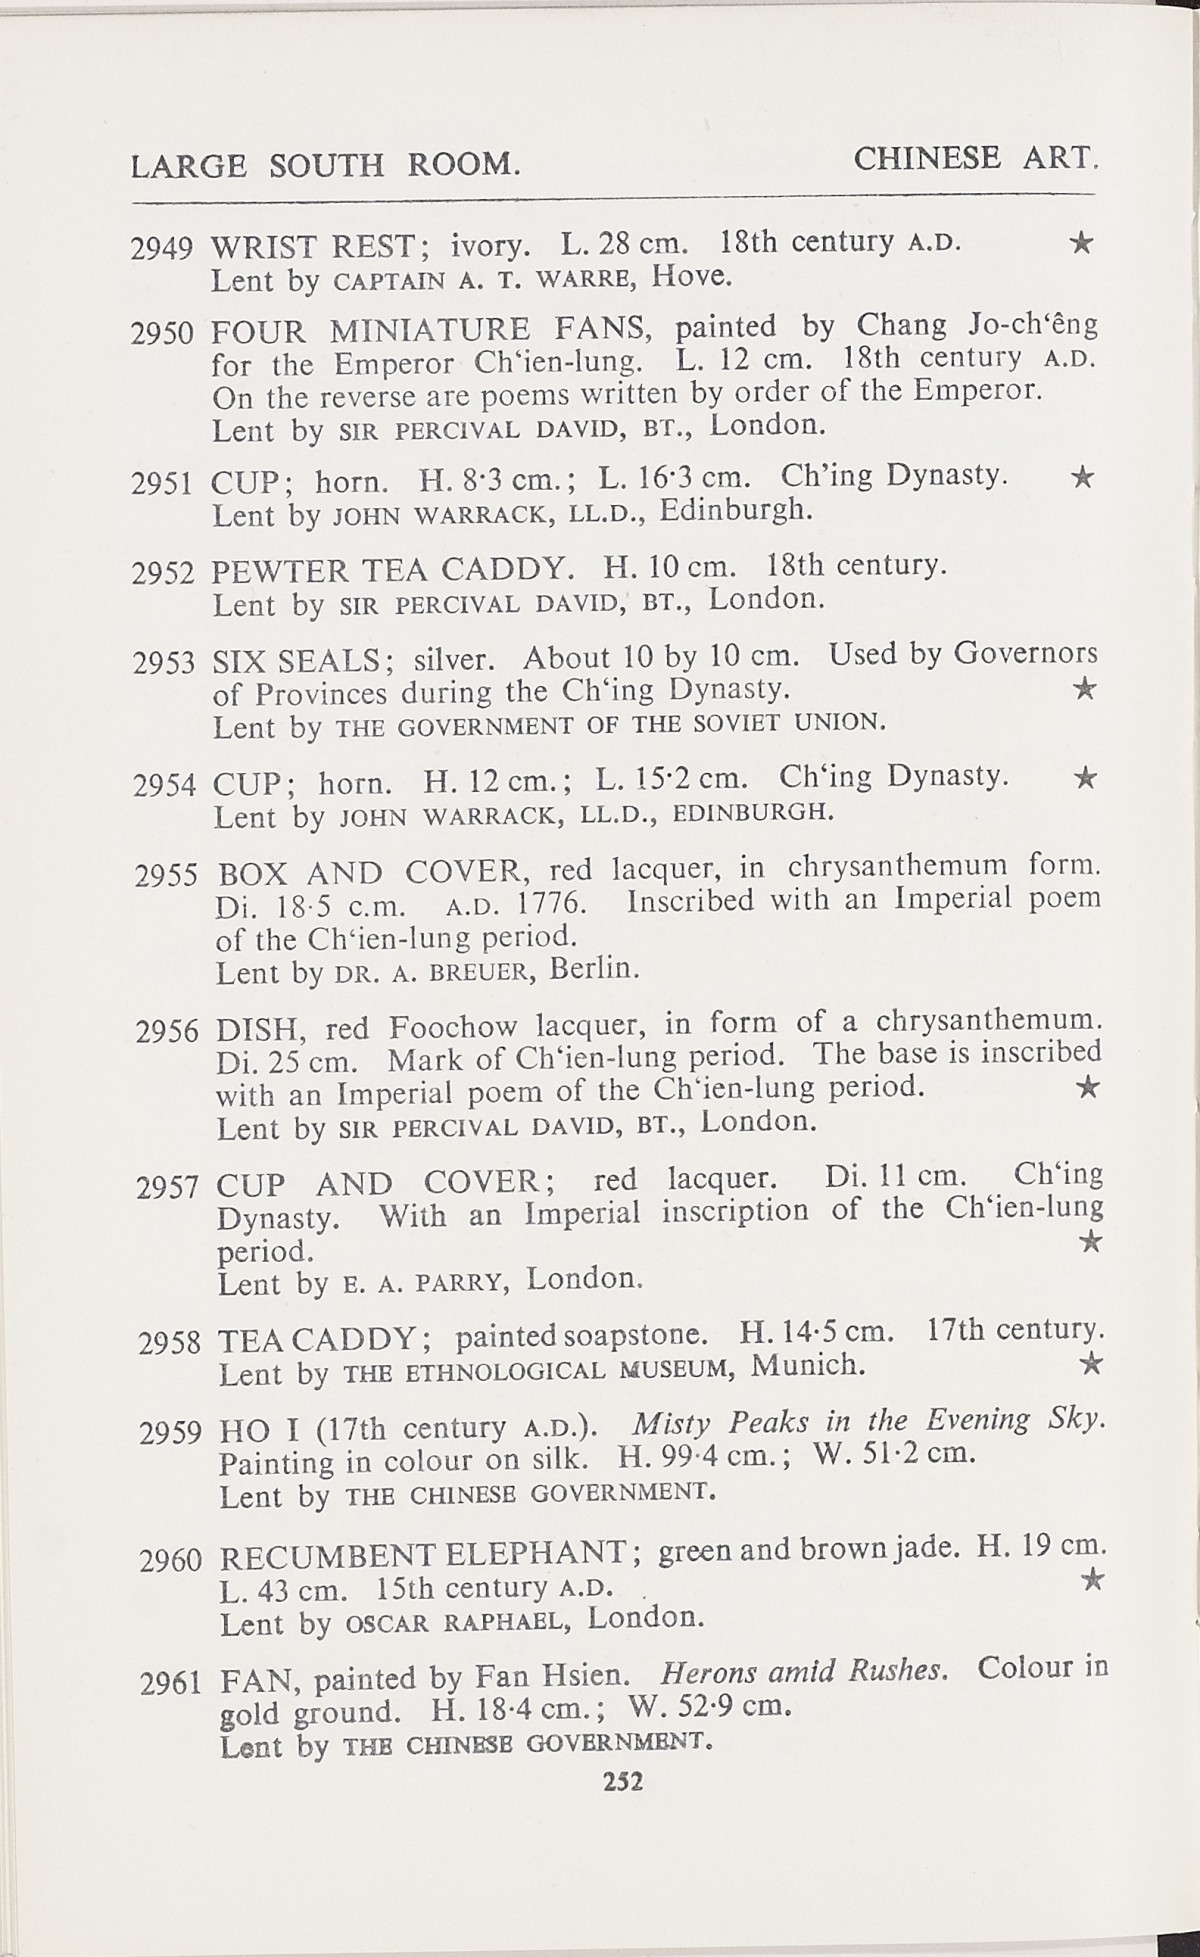 LARGE SOUTH ROOM. CHINESE ART.
2949 WRIST REST; ivory. L. 28 cm. 18th century A.D. ★
Lent by CAPTAIN A. T. WARRE, Hove.
2950 FOUR MINIATURE FANS, painted by Chang Jo-ch‘êng
for the Emperor Ch‘ien-lung. L. 12 cm. 18th century A.D.
On the reverse are poems written by order of the Emperor.
Lent by SIR PERCIVAL DAVID, BT., London.
2951 CUP; horn. H. 8·3 cm.; L. 16·3 cm. Ch’ing Dynasty. ★
Lent by JOHN WARRACK, LL.D., Edinburgh.
2952 PEWTER TEA CADDY. H. 10 cm. 18th century.
Lent by SIR PERCIVAL DAVID, BT., London.
2953 SIX SEALS; silver. About 10 by 10 cm. Used by Governors
of Provinces during the Ch‘ing Dynasty. ★
Lent by THE GOVERNMENT OF THE SOVIET UNION.
2954 CUP; horn. H. 12 cm.; L. 15·2 cm. Ch‘ing Dynasty. ★
Lent by JOHN WARRACK, LL.D., EDINBURGH.
2955 BOX AND COVER, red lacquer, in chrysanthemum form.
Di. 18·5 c.m. A.D. 1776. Inscribed with an Imperial poem
of the Ch‘ien-lung period.
Lent by DR. A. BREUER, Berlin.
2956 DISH, red Foochow lacquer, in form of a chrysanthemum.
Di. 25 cm. Mark of Ch‘ien-lung period. The base is inscribed
with an Imperial poem of the Ch‘ien-lung period. ★
Lent by SIR PERCIVAL DAVID, BT., London.
2957 CUP AND COVER; red lacquer. Di. 11 cm. Ch‘ing
Dynasty. With an Imperial inscription of the Ch‘ien-lung
period. ★
Lent by E. A. PARRY, London.
2958 TEA CADDY; painted soapstone. H. 14·5 cm. 17th century.
Lent by THE ETHNOLOGICAL MUSEUM, Munich. ★
2959 HO I (17th century A.D.). Misty Peaks in the Evening Sky.
Painting in colour on silk. H. 99·4 cm.; W. 51·2 cm.
Lent by THE CHINESE GOVERNMENT.
2960 RECUMBENT ELEPHANT; green and brown jade. H. 19 cm.
L. 43 cm. 15th century A.D. ★
Lent by OSCAR RAPHAEL, London.
2961 FAN, painted by Fan Hsien. Herons amid Rushes. Colour in
gold ground. H. 18·4 cm.; W. 52·9 cm.
Lent by THE CHINESE GOVERNMENT.
252